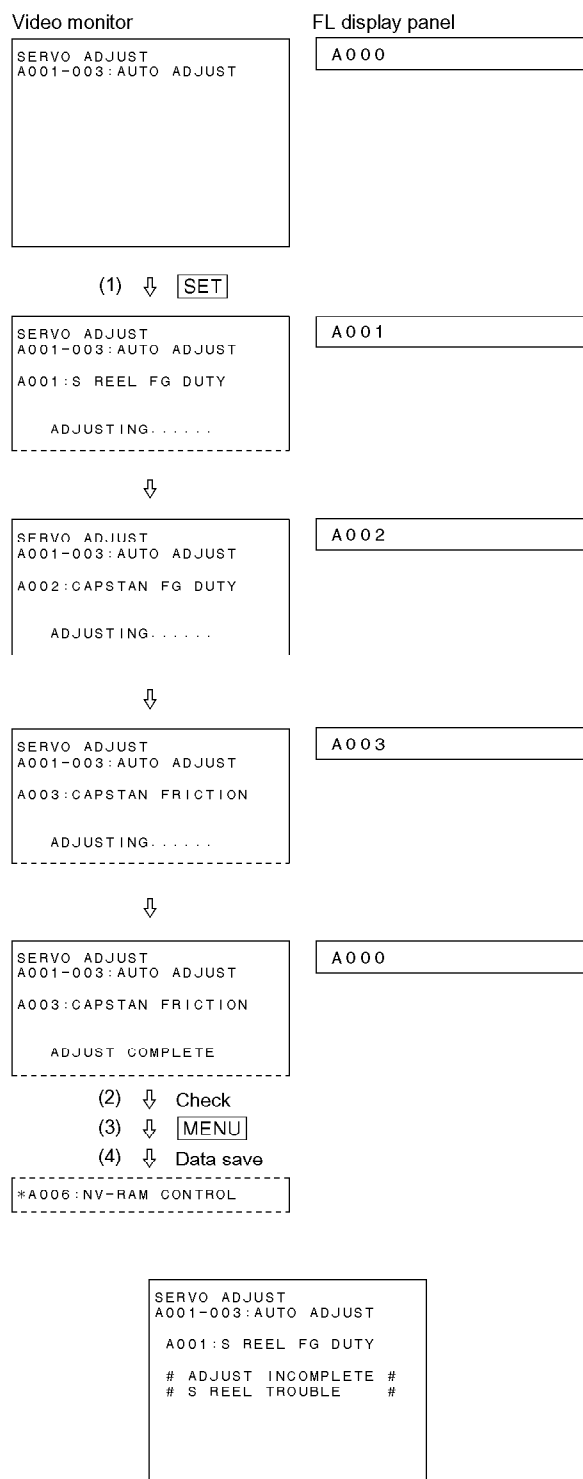 Video monitor FL display panel
SERVO ADJUST
A001-003:AUTO ADJUST
A000
(1) ⇩ SET
SERVO ADJUST
A001-003:AUTO ADJUST
A001:S REEL FG DUTY
ADJUSTING......
A001
⇩
SERVO ADJUST
A001-003:AUTO ADJUST
A002:CAPSTAN FG DUTY
ADJUSTING......
A002
⇩
SERVO ADJUST
A001-003:AUTO ADJUST
A003:CAPSTAN FRICTION
ADJUSTING......
A003
⇩
SERVO ADJUST
A001-003:AUTO ADJUST
A003:CAPSTAN FRICTION
ADJUST COMPLETE
A000
(2) ⇩ Check
(3) ⇩ MENU
(4) ⇩ Data save
*A006:NV-RAM CONTROL
SERVO ADJUST
A001-003:AUTO ADJUST
A001:S REEL FG DUTY
# ADJUST INCOMPLETE #
# S REEL TROUBLE #